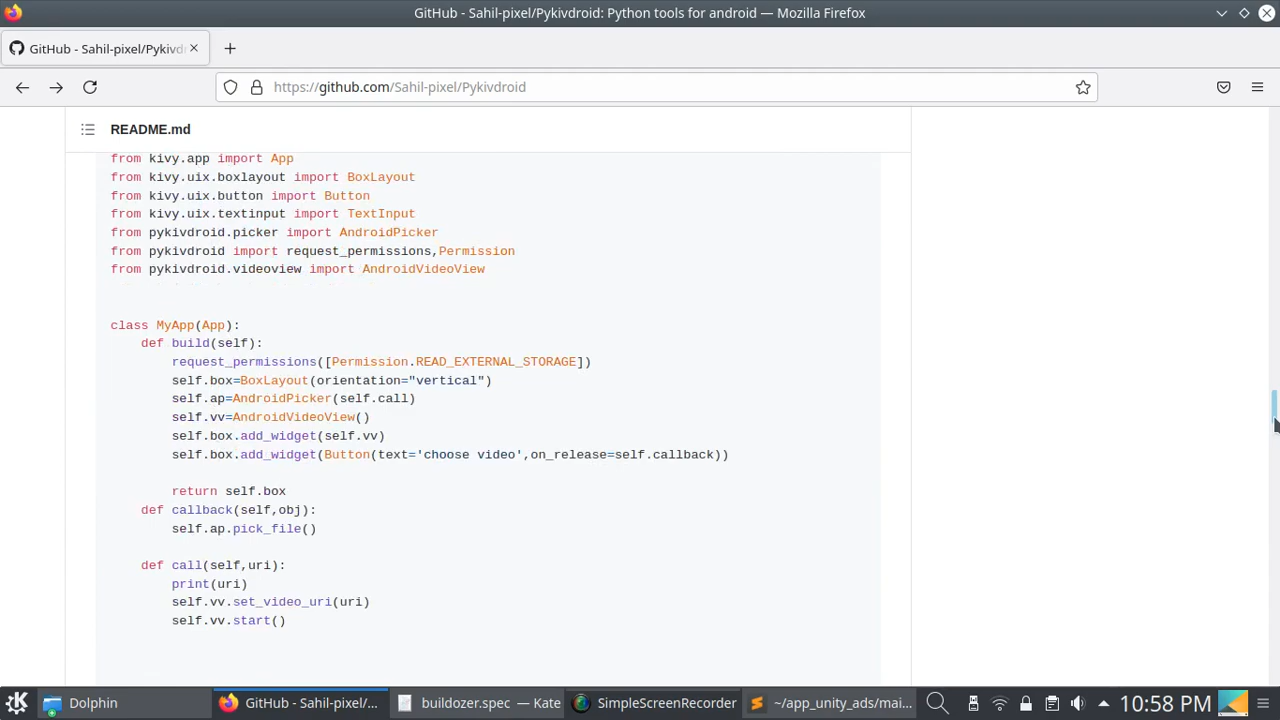 GitHub - Sahil-pixel/Pykivdroid: Python tools for android — Mozilla Firefox
GitHub - Sahil-pixel/Pykivdr
https://github.com/Sahil-pixel/Pykivdroid
README.md
from kivy.app import App
from kivy.uix.boxlayout import BoxLayout
from kivy.uix.button import Button
from kivy.uix.textinput import TextInput
from pykivdroid.picker import AndroidPicker
from pykivdroid import request_permissions,Permission
from pykivdroid.videoview import AndroidVideoView
class MyApp(App):
    def build(self):
        request_permissions([Permission.READ_EXTERNAL_STORAGE])
        self.box=BoxLayout(orientation="vertical")
        self.ap=AndroidPicker(self.call)
        self.vv=AndroidVideoView()
        self.box.add_widget(self.vv)
        self.box.add_widget(Button(text='choose video',on_release=self.callback))
        return self.box
    def callback(self,obj):
        self.ap.pick_file()
    def call(self,uri):
        print(uri)
        self.vv.set_video_uri(uri)
        self.vv.start()
Dolphin
GitHub - Sahil-pixel/...
buildozer.spec — Kate
SimpleScreenRecorder
~/app_unity_ads/mai...
10:58 PM